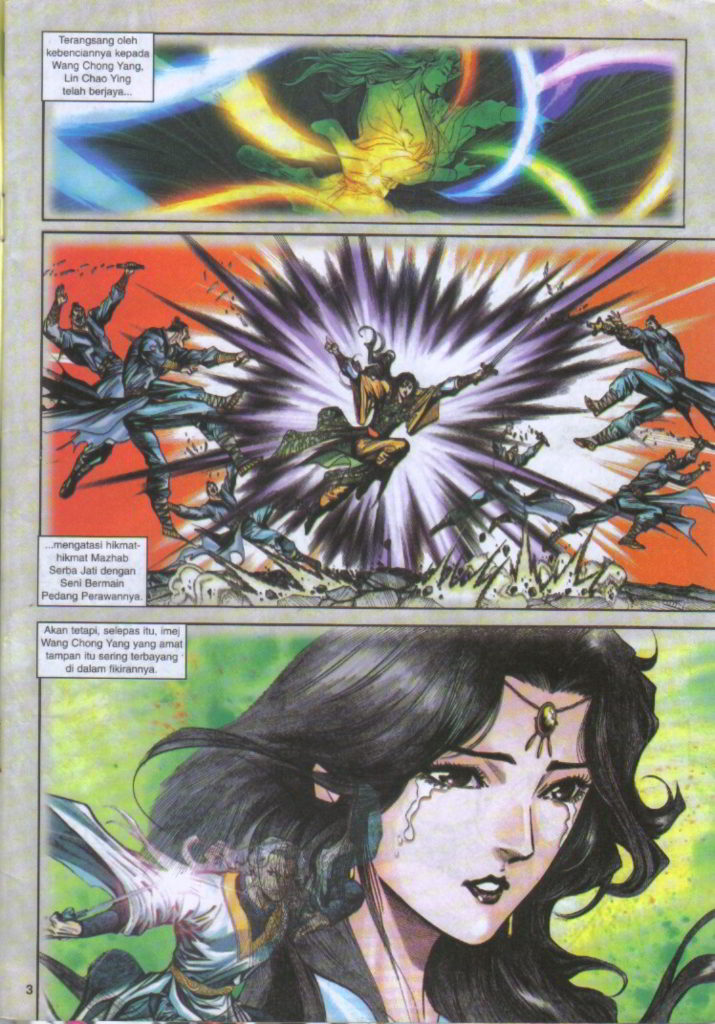 Terangsang oleh
kebenciannya kepada
Wang Chong Yang,
Lin Chao Ying
telah berjaya...
...mengatasi hikmat-
hikmat Mazhab
Serba Jati dengan
Seni Bermain
Pedang Perawannya.
Akan tetapi, selepas itu, imej
Wang Chong Yang yang amat
tampan itu sering terbayang
di dalam fikirannya.
3